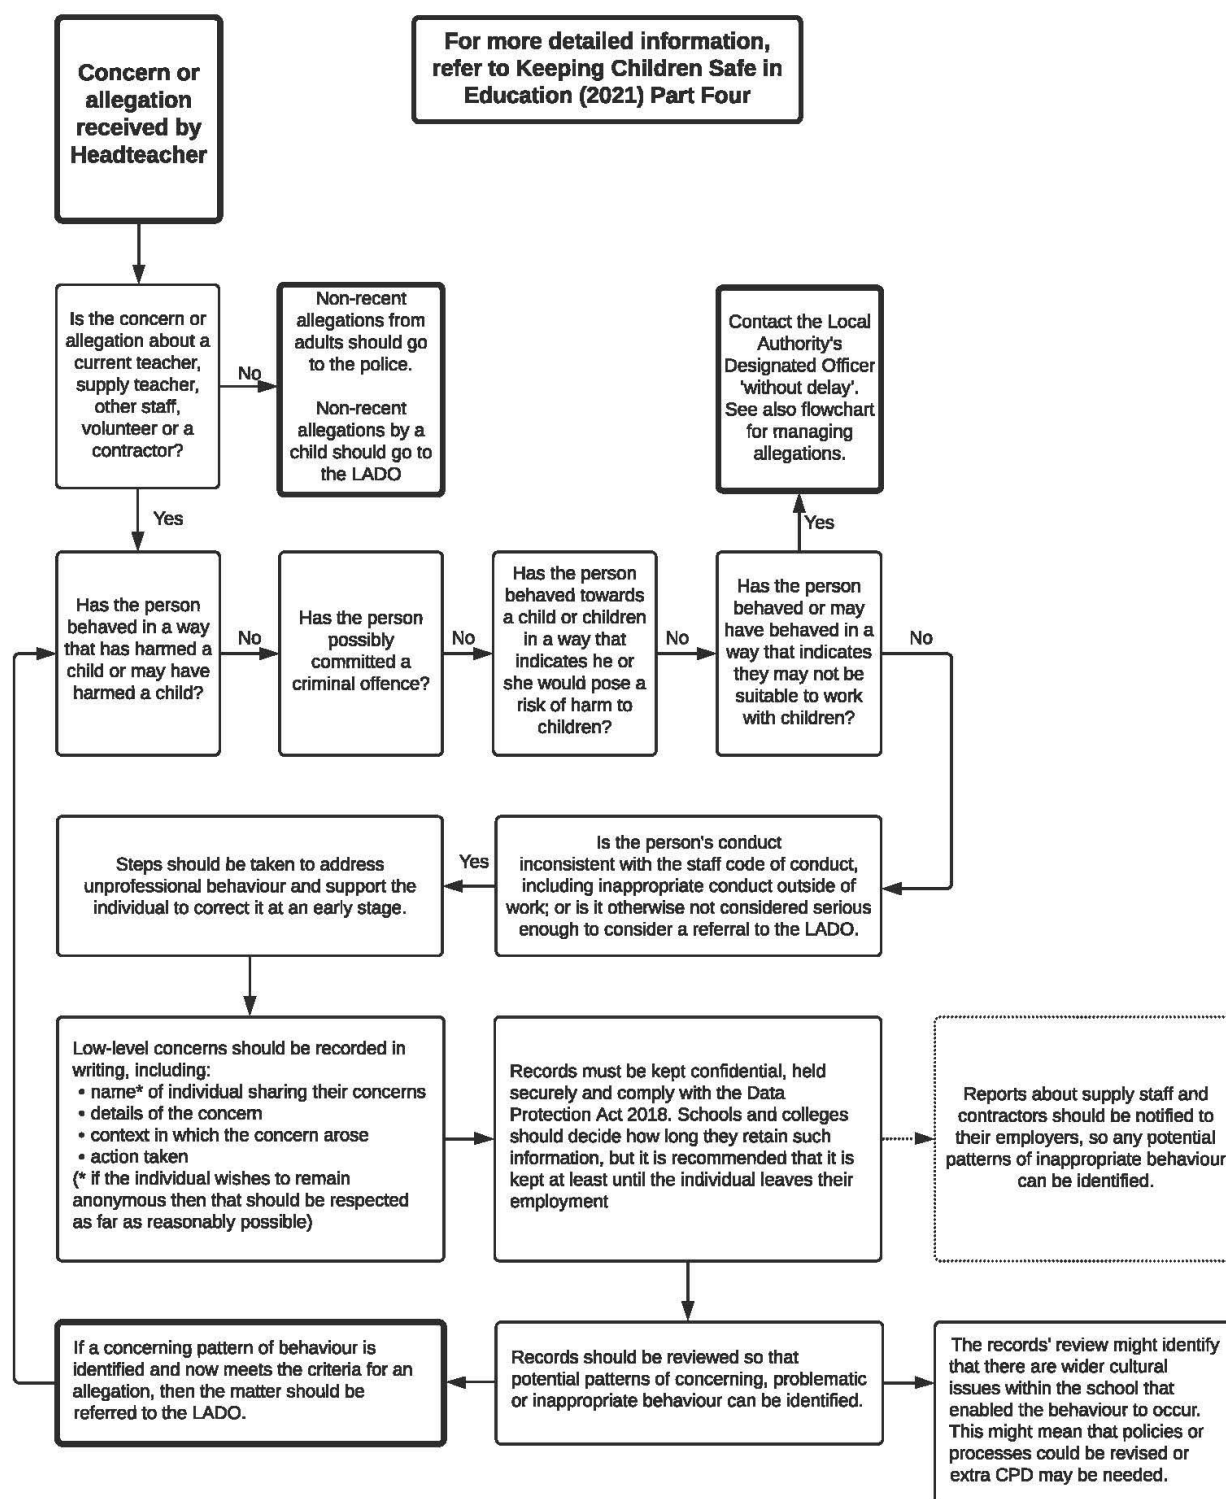 Concern or
allegation
received by
Headteacher
For more detailed information,
refer to Keeping Children Safe in
Education (2021) Part Four
Is the concern or
allegation about a
current teacher,
supply teacher,
other staff,
volunteer or a
contractor?
No
Non-recent
allegations from
adults should go
to the police.
Non-recent
allegations by a
child should go to
the LADO
Contact the Local
Authority's
Designated Officer
'without delay'.
See also flowchart
for managing
allegations.
Yes
Yes
Has the person
behaved in a way
that has harmed a
child or may have
harmed a child?
No
Has the person
possibly
committed a
criminal offence?
No
Has the person
behaved towards
a child or children
in a way that
indicates he or
she would pose a
risk of harm to
children?
No
Has the person
behaved or may
have behaved in a
way that indicates
they may not be
suitable to work
with children?
No
Steps should be taken to address
unprofessional behaviour and support the
individual to correct it at an early stage.
Yes
Is the person's conduct
inconsistent with the staff code of conduct,
including inappropriate conduct outside of
work; or is it otherwise not considered serious
enough to consider a referral to the LADO.
Low-level concerns should be recorded in
writing, including:
• name* of individual sharing their concerns
• details of the concern
• context in which the concern arose
• action taken
(* if the individual wishes to remain
anonymous then that should be respected
as far as reasonably possible)
Records must be kept confidential, held
securely and comply with the Data
Protection Act 2018. Schools and colleges
should decide how long they retain such
information, but it is recommended that it is
kept at least until the individual leaves their
employment
Reports about supply staff and
contractors should be notified to
their employers, so any potential
patterns of inappropriate behaviour
can be identified.
If a concerning pattern of behaviour is
identified and now meets the criteria for an
allegation, then the matter should be
referred to the LADO.
Records should be reviewed so that
potential patterns of concerning, problematic
or inappropriate behaviour can be identified.
The records' review might identify
that there are wider cultural
issues within the school that
enabled the behaviour to occur.
This might mean that policies or
processes could be revised or
extra CPD may be needed.